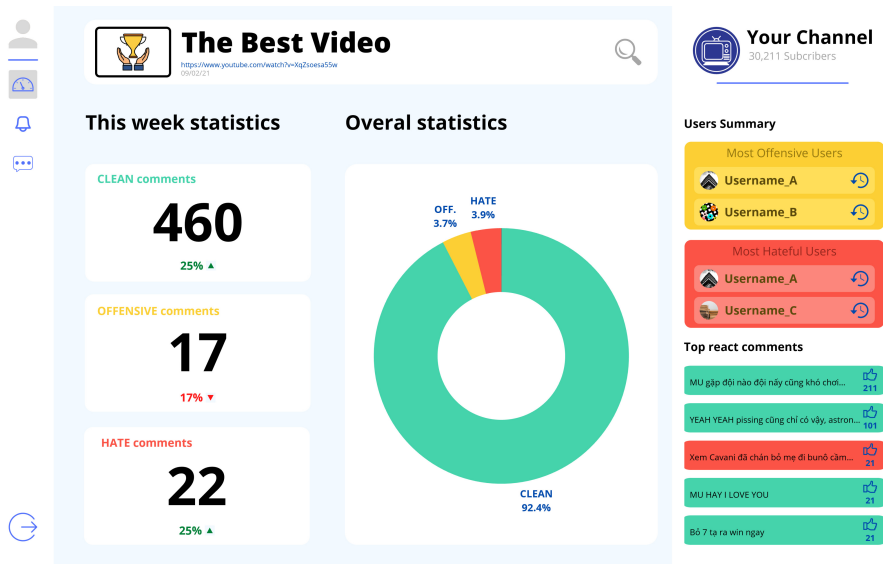 The Best Video
https://www.youtube.com/watch?v=XqZsoesa55w
09/02/21
Your Channel
30,211 Subcribers
This week statistics
CLEAN comments
460
25% ▲
OFFENSIVE comments
17
17% ▼
HATE comments
22
25% ▲
Overal statistics
OFF.
3.7%
HATE
3.9%
CLEAN
92.4%
Users Summary
Most Offensive Users
Username_A
Username_B
Most Hateful Users
Username_A
Username_C
Top react comments
MU gặp đội nào đội nấy cũng khó chơi...
211
YEAH YEAH pissing cũng chỉ có vậy, astron...
101
Xem Cavani đã chán bỏ mẹ đi bunô cầm...
21
MU HAY I LOVE YOU
21
Bỏ 7 tạ ra win ngay
21